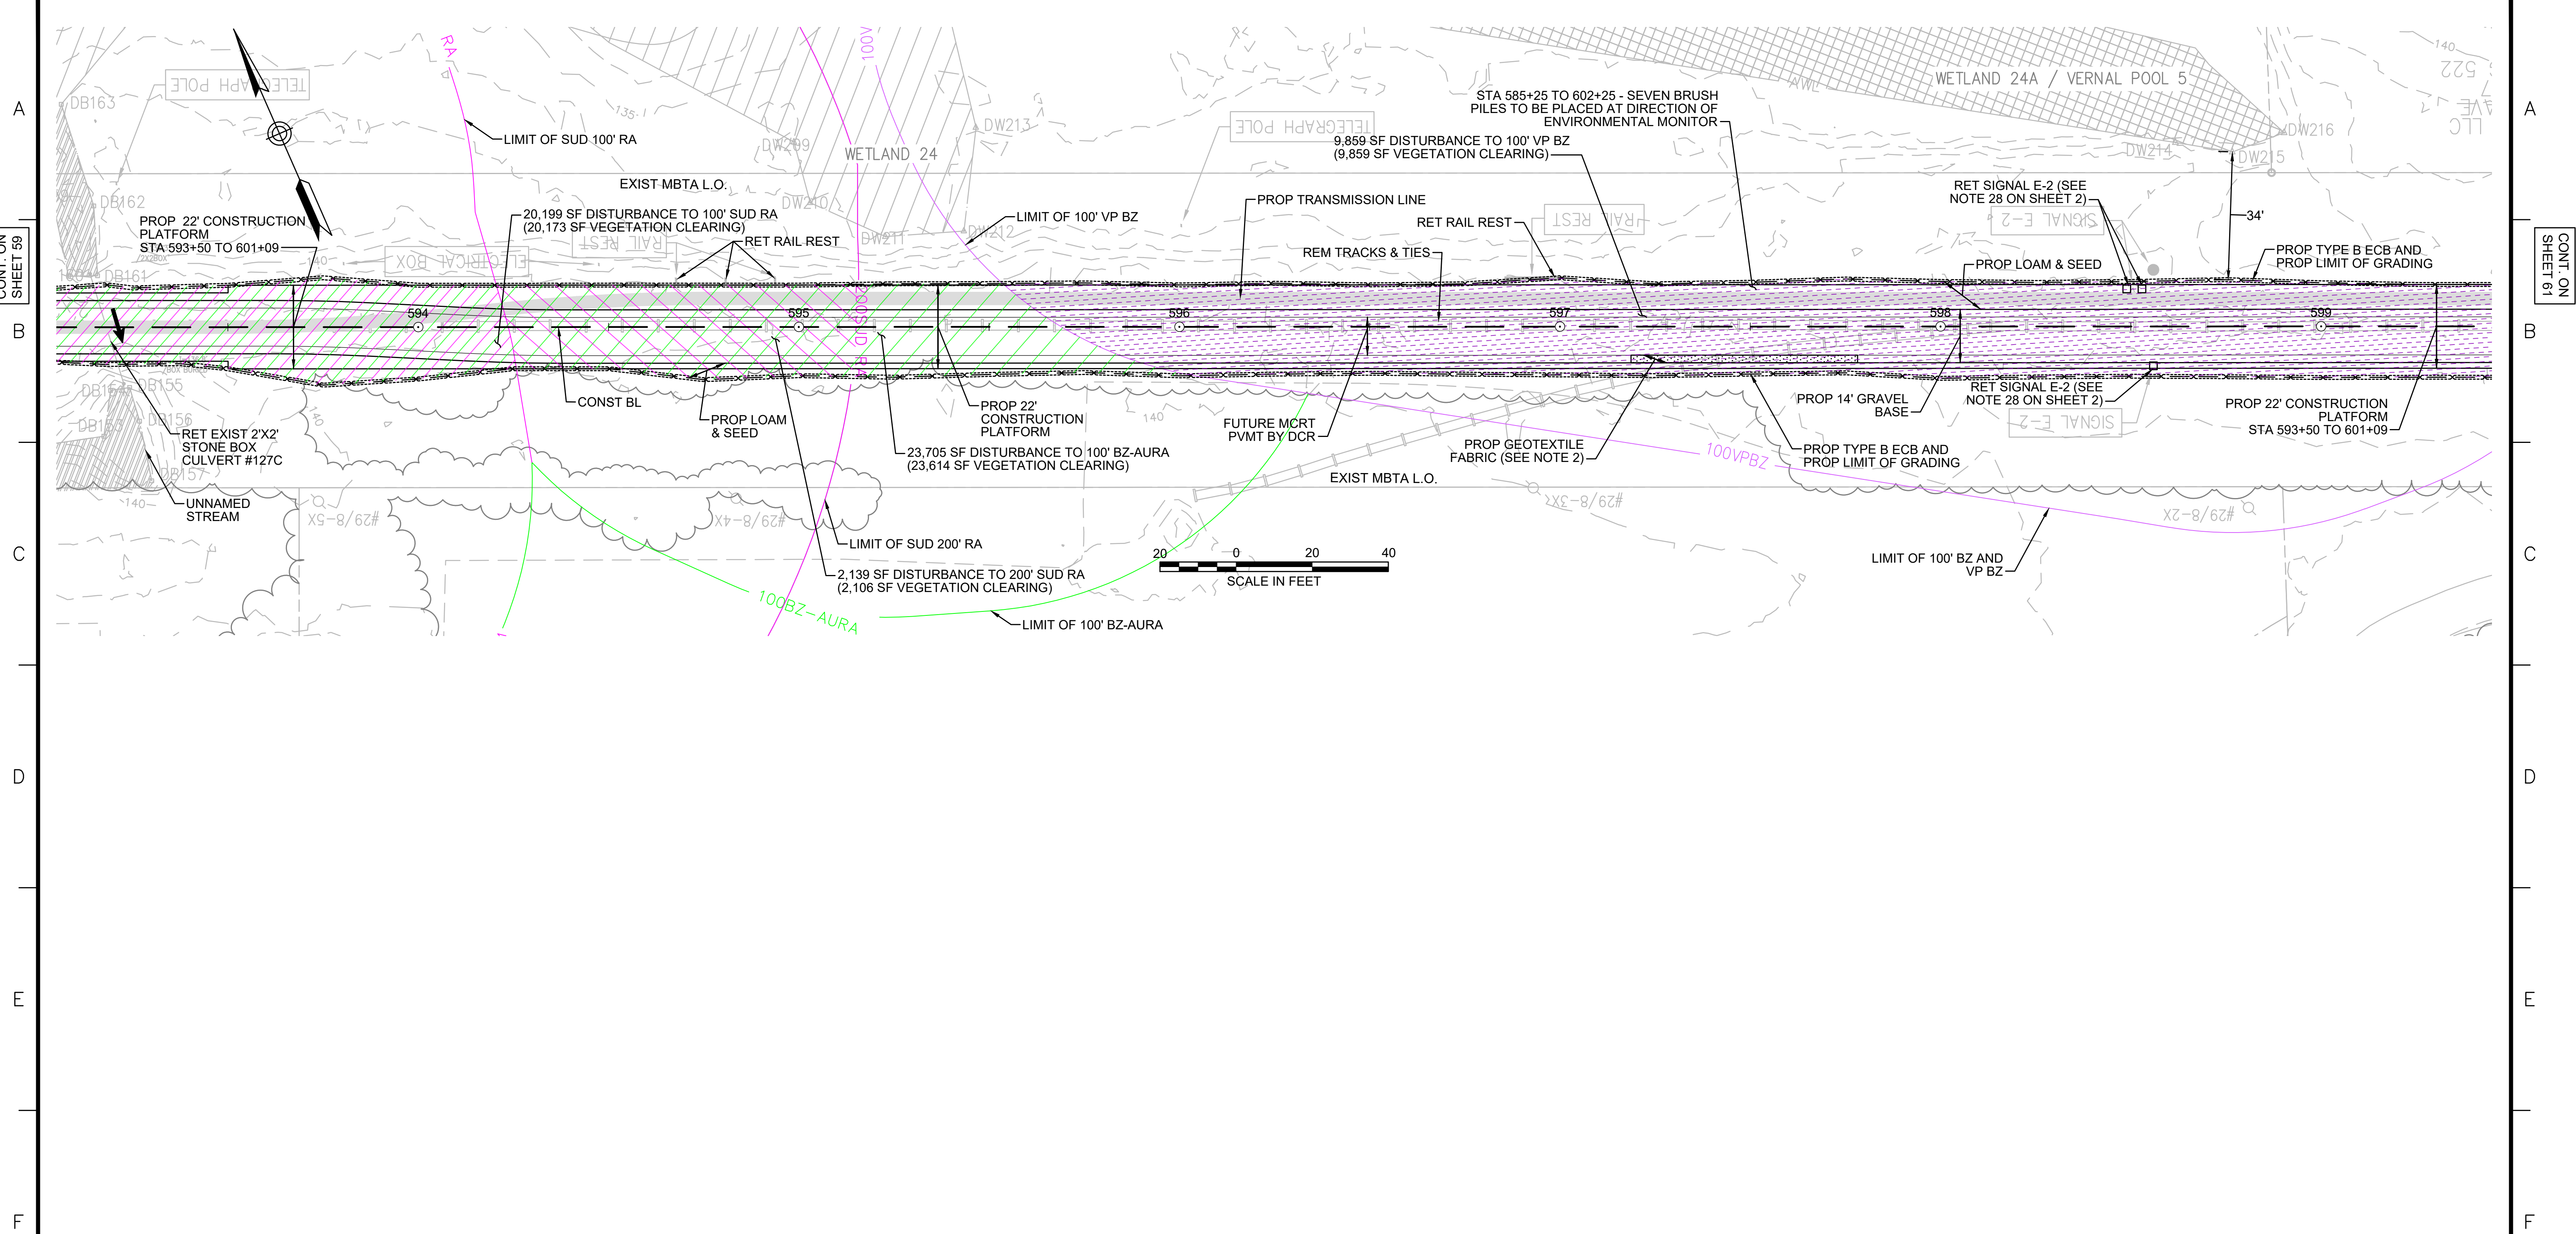 RA
100V
-140-
522
AVE
LLC
A
A
TELEGRAPH POLE
DB163
135
LIMIT OF SUD 100' RA
DW209
WETLAND 24
DW213
TELEGRAPH POLE
STA 585+25 TO 602+25 - SEVEN BRUSH
PILES TO BE PLACED AT DIRECTION OF
ENVIRONMENTAL MONITOR
9,859 SF DISTURBANCE TO 100' VP BZ
(9,859 SF VEGETATION CLEARING)
AWL
WETLAND 24A / VERNAL POOL 5
DW216
DW214
DW215
EXIST MBTA L.O.
DB162
DW210
PROP 22' CONSTRUCTION
PLATFORM
STA 593+50 TO 601+09
20,199 SF DISTURBANCE TO 100' SUD RA
(20,173 SF VEGETATION CLEARING)
RAIL REST
RET RAIL REST
DW211
DW212
LIMIT OF 100' VP BZ
PROP TRANSMISSION LINE
RET RAIL REST
RAIL REST
REM TRACKS & TIES
RET SIGNAL E-2 (SEE
NOTE 28 ON SHEET 2)
SIGNAL E-2
34'
PROP LOAM & SEED
PROP TYPE B ECB AND
PROP LIMIT OF GRADING
CONT. ON
SHEET 59
CONT. ON
SHEET 61
DB161
140
ELECTRICAL BOX
B
B
594
595
596
597
598
599
200SUD RA
DB154
DB155
DB156
DB153
DB157
RET EXIST 2'X2'
STONE BOX
CULVERT #127C
UNNAMED
STREAM
140
-140-
CONST BL
PROP LOAM
& SEED
PROP 22'
CONSTRUCTION
PLATFORM
23,705 SF DISTURBANCE TO 100' BZ-AURA
(23,614 SF VEGETATION CLEARING)
140
FUTURE MCRT
PVMT BY DCR
PROP GEOTEXTILE
FABRIC (SEE NOTE 2)
EXIST MBTA L.O.
100VPBZ
PROP TYPE B ECB AND
PROP LIMIT OF GRADING
PROP 14' GRAVEL
BASE
RET SIGNAL E-2 (SEE
NOTE 28 ON SHEET 2)
SIGNAL E-2
PROP 22' CONSTRUCTION
PLATFORM
STA 593+50 TO 601+09
#29/8-5X
#29/8-4X
#29/8-3X
#29/8-2X
C
C
LIMIT OF SUD 200' RA
2,139 SF DISTURBANCE TO 200' SUD RA
(2,106 SF VEGETATION CLEARING)
100BZ-AURA
LIMIT OF 100' BZ-AURA
20 0 20 40
SCALE IN FEET
LIMIT OF 100' BZ AND
VP BZ
D
D
E
E
F
F